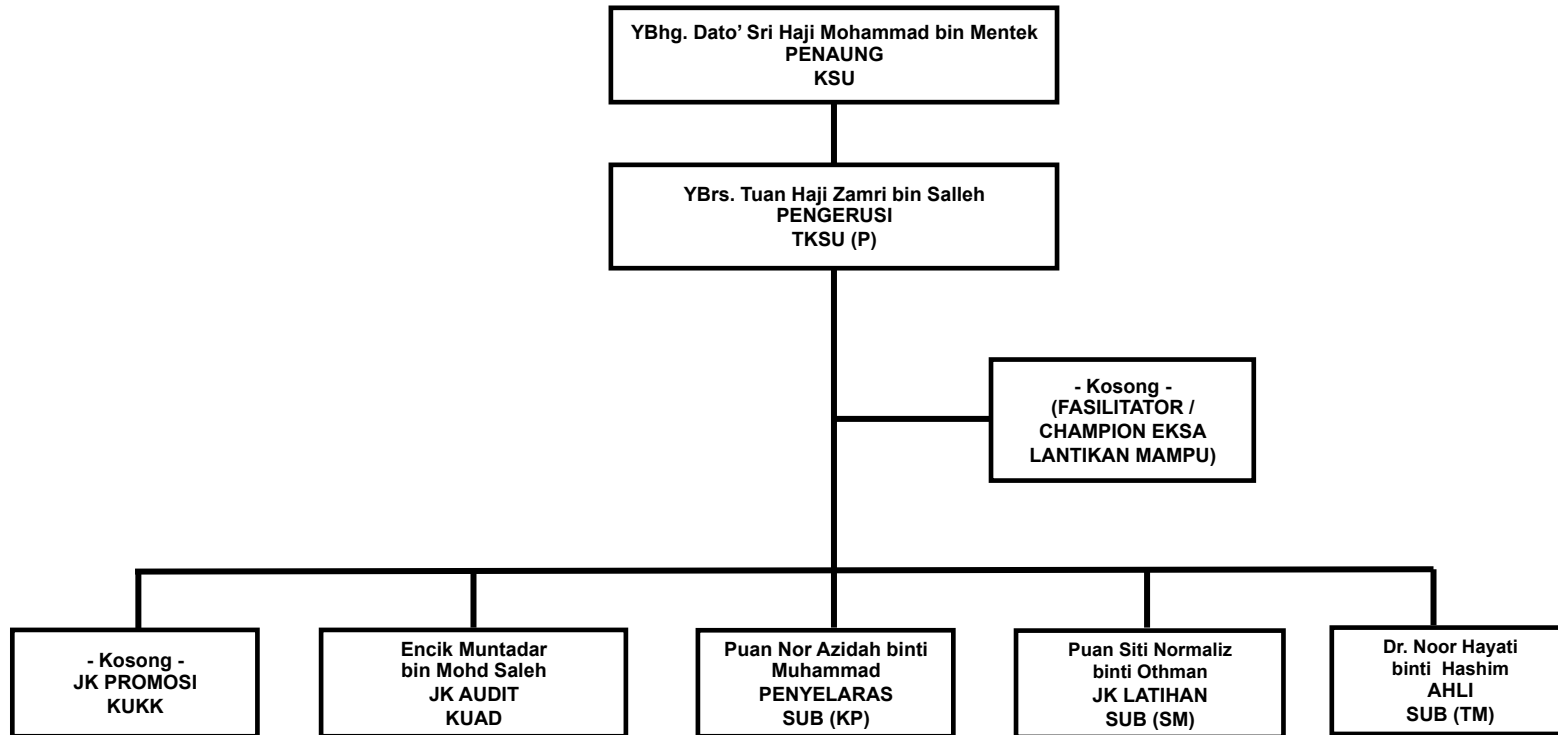 YBhg. Dato’ Sri Haji Mohammad bin Mentek
PENAUNG
KSU
YBrs. Tuan Haji Zamri bin Salleh
PENGERUSI
TKSU (P)
- Kosong -
(FASILITATOR /
CHAMPION EKSA
LANTIKAN MAMPU)
- Kosong -
JK PROMOSI
KUKK
Encik Muntadar
bin Mohd Saleh
JK AUDIT
KUAD
Puan Nor Azidah binti
Muhammad
PENYELARAS
SUB (KP)
Puan Siti Normaliz
binti Othman
JK LATIHAN
SUB (SM)
Dr. Noor Hayati
binti Hashim
AHLI
SUB (TM)